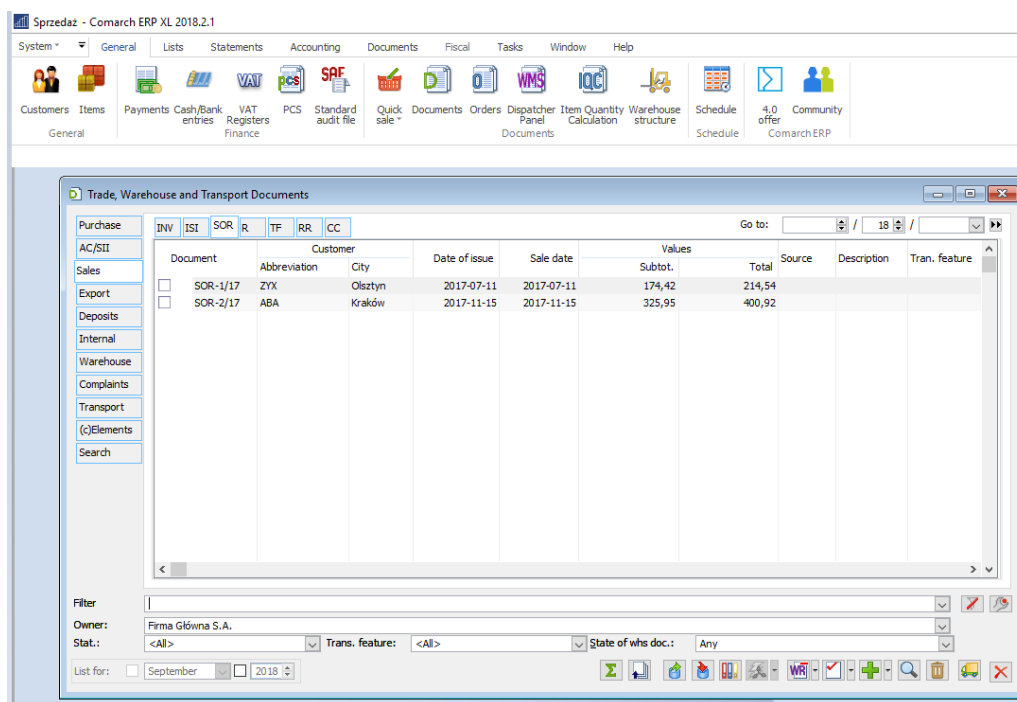 Sprzedaż - Comarch ERP XL 2018.2.1
System General Lists Statements Accounting Documents Fiscal Tasks Window Help
VAT pcs SAF D O WMS IQC
Customers Items Payments Cash/Bank entries VAT Registers PCS Standard audit file Quick sale Documents Orders Dispatcher Panel Item Quantity Calculation Warehouse structure Schedule 4.0 offer Community
General Finance Documents Schedule Comarch ERP
D Trade, Warehouse and Transport Documents
Purchase INV ISI SOR R TF RR CC Go to: / 18 /
AC/SII
Sales
Export
Deposits
Internal
Warehouse
Complaints
Transport
(c)Elements
Search
Document Customer Date of issue Sale date Values Source Description Tran. feature
Abbreviation City Subtot. Total
SOR-1/17 ZYX Olsztyn 2017-07-11 2017-07-11 174,42 214,54
SOR-2/17 ABA Kraków 2017-11-15 2017-11-15 325,95 400,92
Filter
Owner: Firma Główna S.A.
Stat.: <All> Trans. feature: <All> State of whs doc.: Any
List for: September 2018 Σ WR